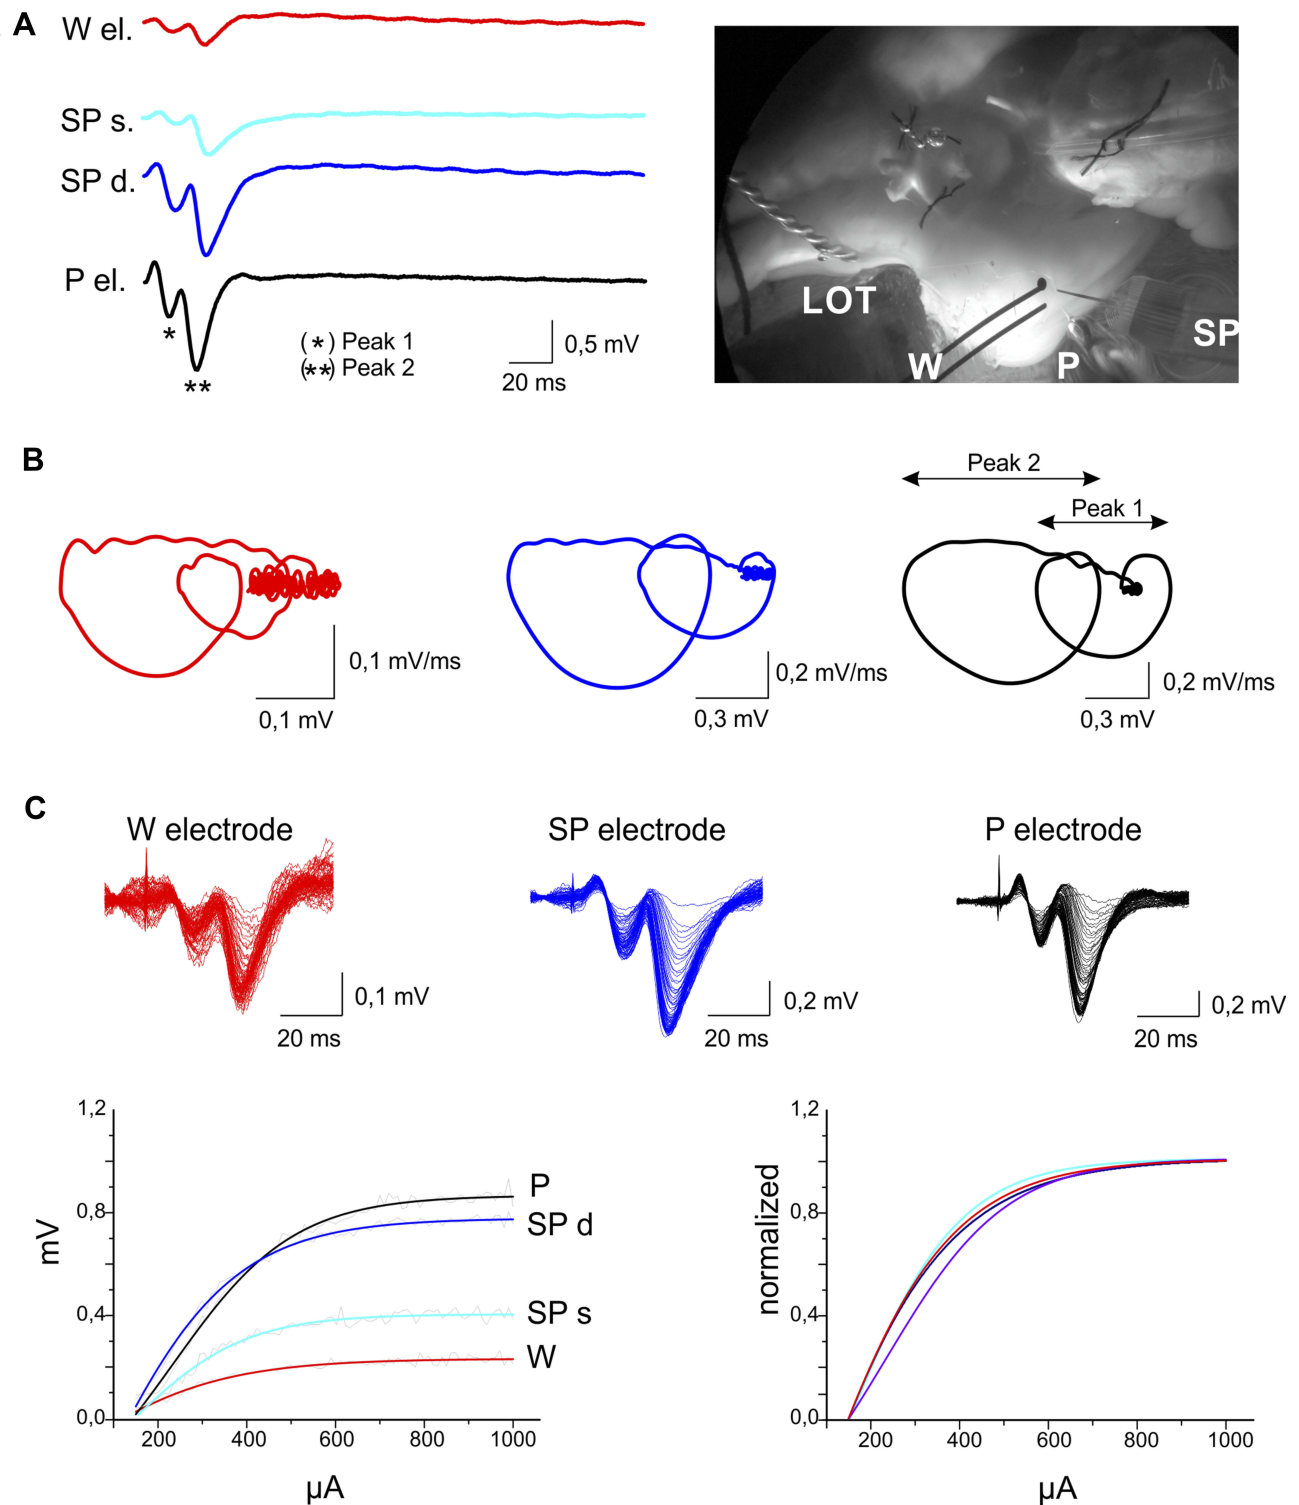 A
W el.
SP s.
SP d.
P el.
*
**
(*) Peak 1
(**) Peak 2
0,5 mV
20 ms
LOT
W
P
SP
B
Peak 2
Peak 1
0,1 mV/ms
0,1 mV
0,2 mV/ms
0,3 mV
0,2 mV/ms
0,3 mV
C
W electrode
SP electrode
P electrode
0,1 mV
20 ms
0,2 mV
20 ms
0,2 mV
20 ms
1,2
0,8
0,4
0,0
mV
P
SP d
SP s
W
200 400 600 800 1000
µA
1,2
0,8
0,4
0,0
normalized
200 400 600 800 1000
µA